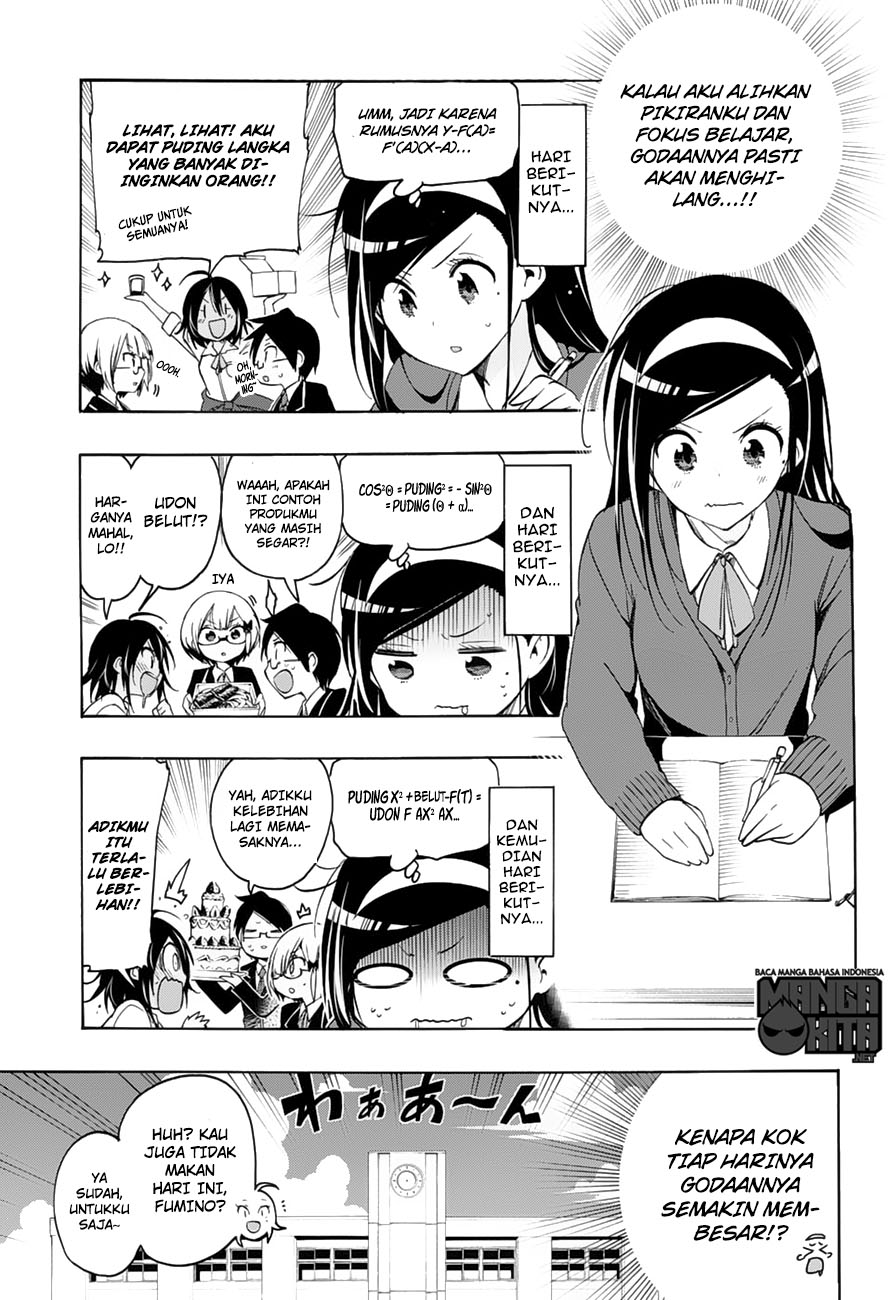 KALAU AKU ALIHKAN
PIKIRANKU DAN
FOKUS BELAJAR,
GODAANNYA PASTI
AKAN MENGHI-
LANG...!!
HARI
BERI-
KUT-
NYA...
UMM, JADI KARENA
RUMUSNYA Y-F(A)=
F'(A)(X-A)...
LIHAT, LIHAT! AKU
DAPAT PUDING LANGKA
YANG BANYAK DI-
INGINKAN ORANG!!
CUKUP UNTUK
SEMUANYA!
OH,
MORN-
ING~
OOOH.
DAN
HARI
BERI-
KUT-
NYA...
COS²Θ = PUDING² = - SIN²Θ
= PUDING (Θ + α)...
WAAAH, APAKAH
INI CONTOH
PRODUKMU
YANG MASIH
SEGAR?!
IYA
UDON
BELUT!?
HAR-
GANYA
MAHAL,
LO!!
DAN
KEMU-
DIAN
HARI
BERI-
KUT-
NYA...
PUDING X² + BELUT-F(T) =
UDON F AX² AX...
YAH, ADIKKU
KELEBIHAN
LAGI MEMA-
SAKNYA...
ADIKMU
ITU
TERLA-
LU BER-
LEBI-
HAN!!
BACA MANGA BAHASA INDONESIA
MANGA
KITA
.NET
KENAPA KOK
TIAP HARINYA
GODAANNYA
SEMAKIN MEM-
BESAR!?
わぁあ〜ん
HUH? KAU
JUGA TIDAK
MAKAN
HARI INI,
FUMINO?
YA
SUDAH,
UNTUKKU
SAJA~